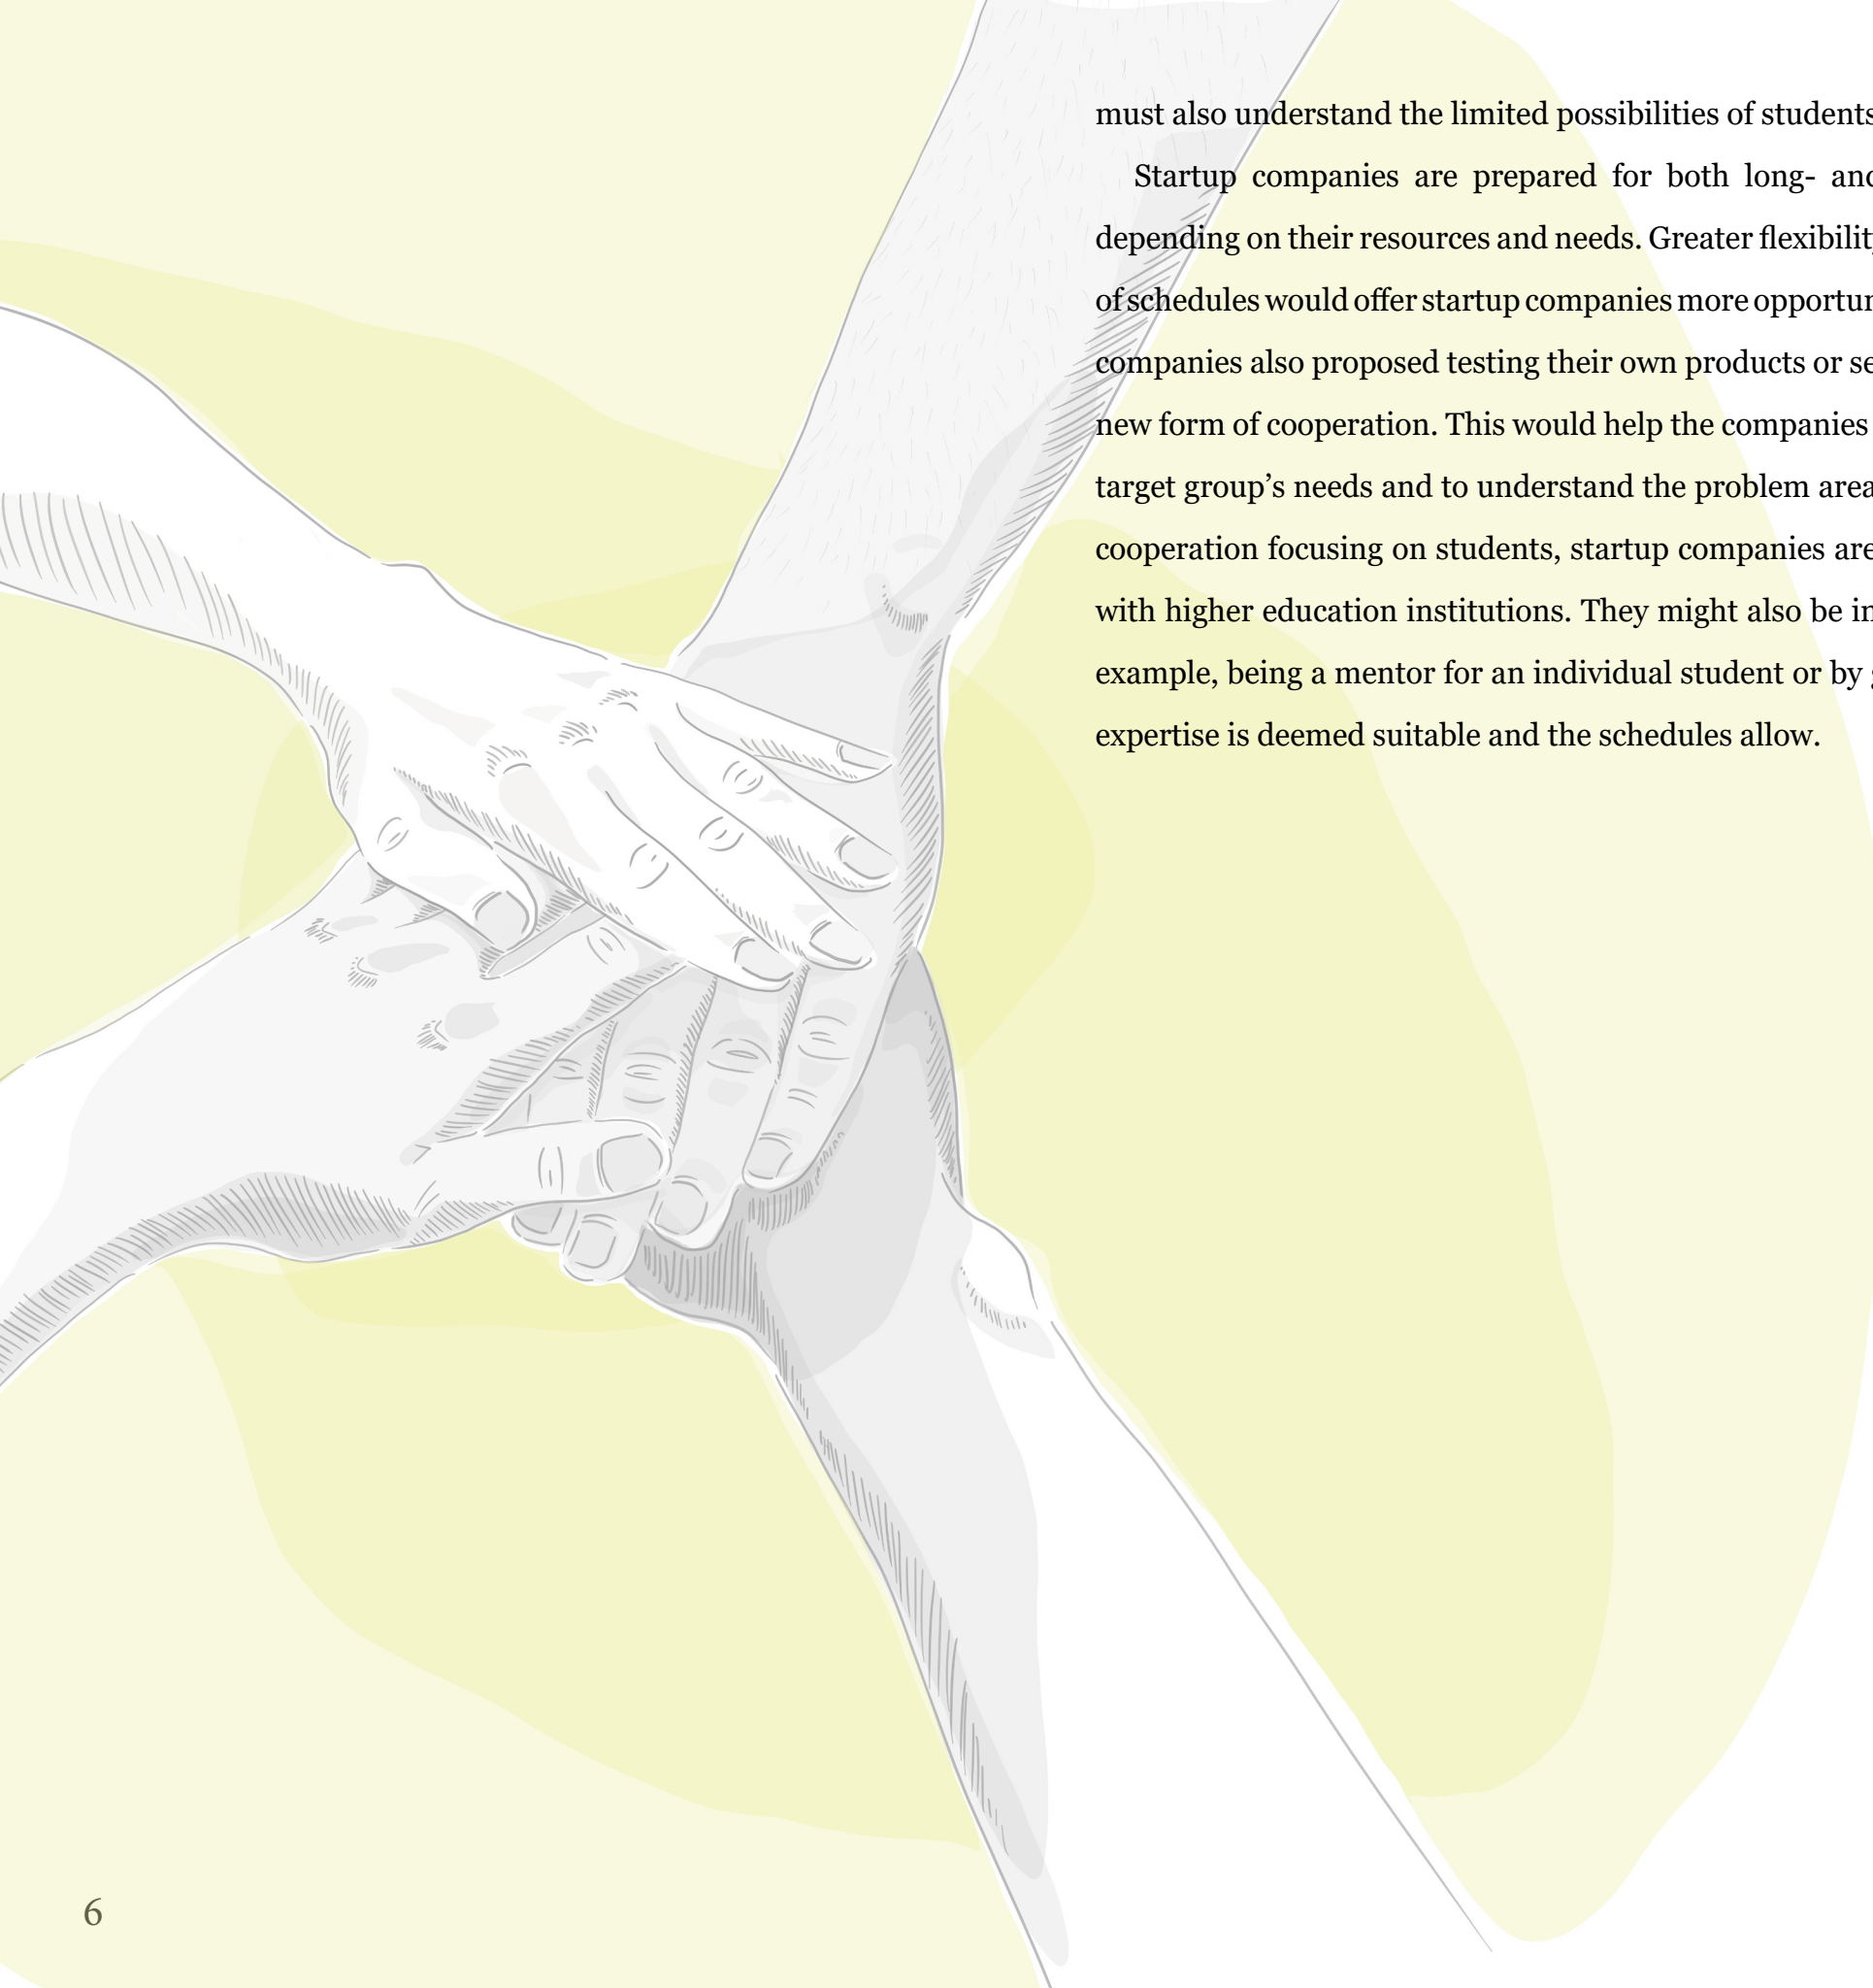 must also understand the limited possibilities of students
Startup companies are prepared for both long- and
depending on their resources and needs. Greater
of schedules would offer startup companies more
companies also proposed testing their own products or
new form of cooperation. This would help the companies
target group’s needs and to understand the problem
cooperation focusing on students, startup companies are
with higher education institutions. They might also be
example, being a mentor for an individual student or by
expertise is deemed suitable and the schedules allow.
6